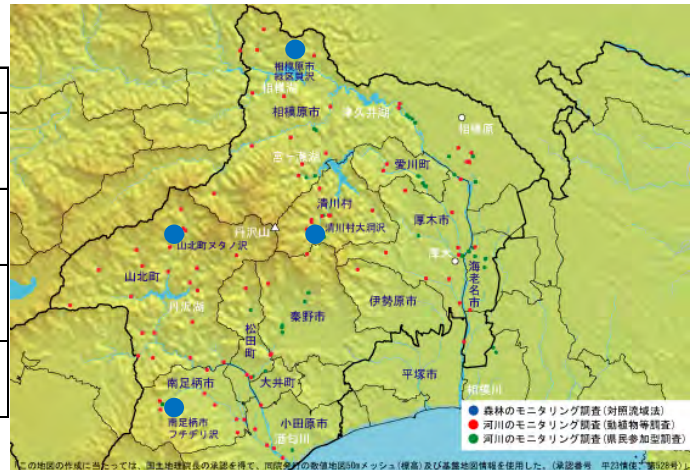 相模原市
相模湖
相模原市
津久井湖
相模原
宮ヶ瀬湖
愛川町
清川村
厚木市
丹沢山
清川村大洞沢
山北町ヌタノ沢
厚木
海老名市
山北町
丹沢湖
伊勢原市
秦野市
松田町
平塚市
南足柄市
大井町
相模川
南足柄市
フチヂリ沢
小田原市
酒匂川
森林のモニタリング調査(対照流域法)
河川のモニタリング調査(動植物等調査)
河川のモニタリング調査(県民参加型調査)
この地図の作成に当たっては、国土地理院長の承認を得て、同院発行の数値地図50mメッシュ(標高)及び基盤地図情報を使用した。(承認番号 平23情使、第528号)